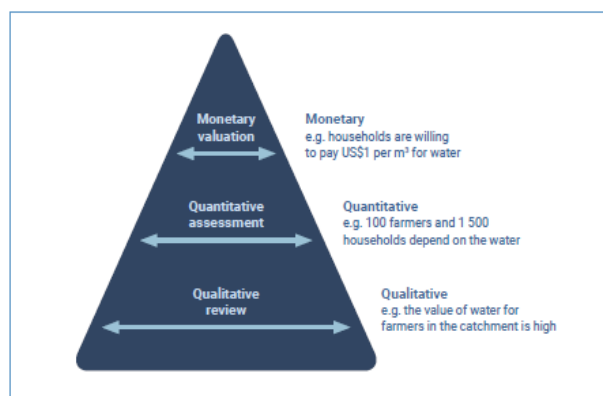 Monetary
valuation
Monetary
e.g. households are willing
to pay US$1 per m³ for water
Quantitative
assessment
Quantitative
e.g. 100 farmers and 1 500
households depend on the water
Qualitative
review
Qualitative
e.g. the value of water for
farmers in the catchment is high